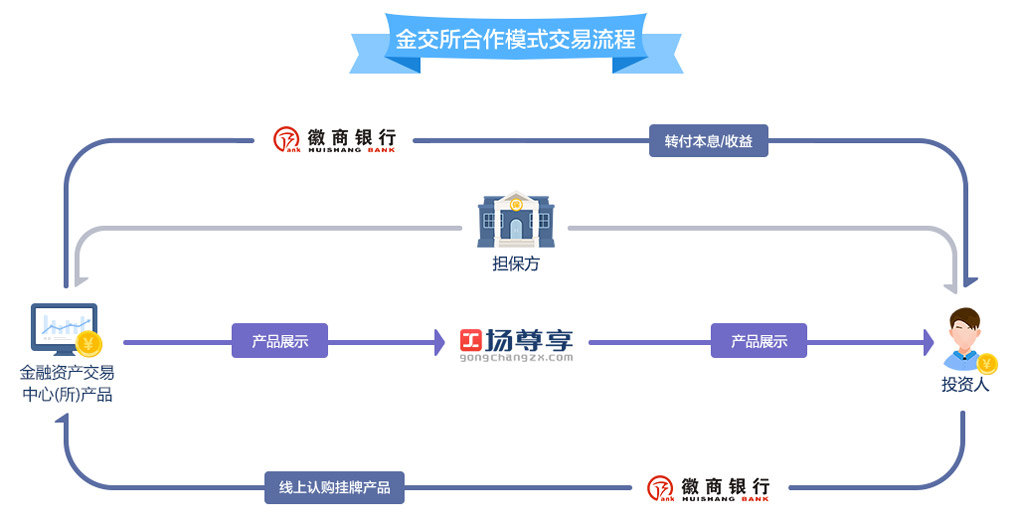 金交所合作模式交易流程
徽商银行
HUISHANG BANK
转付本息/收益
保
担保方
产品展示
工场尊享
gongchangzx.com
产品展示
¥
金融资产交易
中心(所)产品
¥
投资人
线上认购挂牌产品
徽商银行
HUISHANG BANK